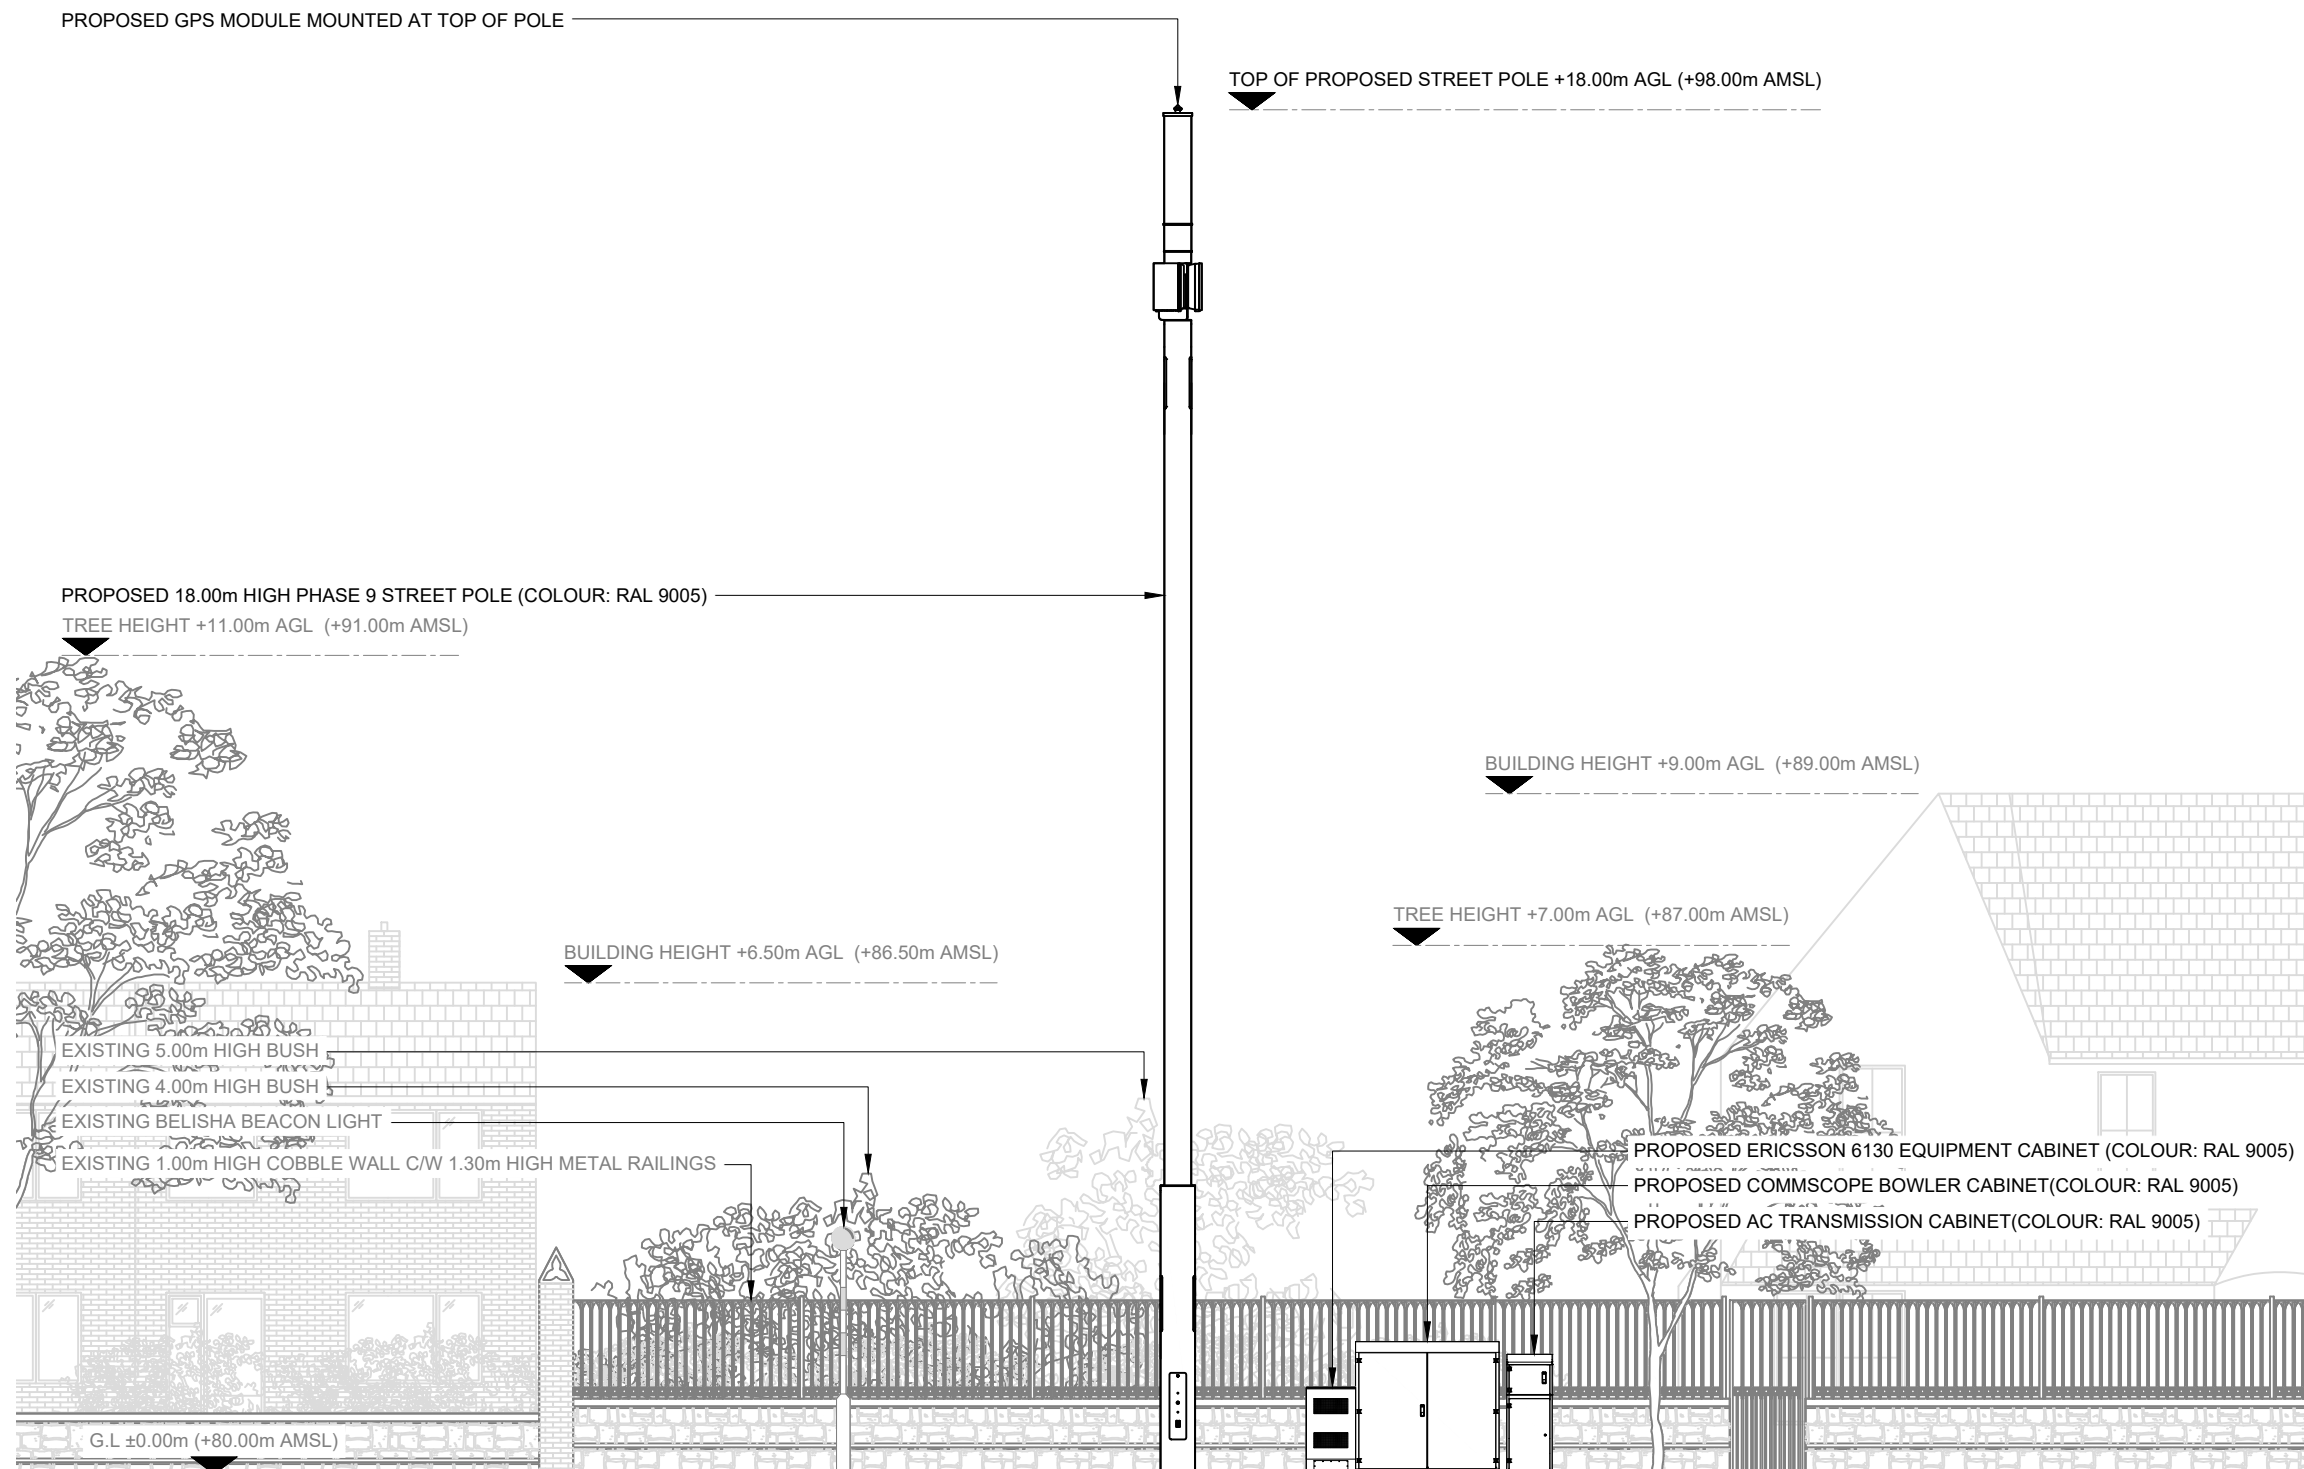 PROPOSED GPS MODULE MOUNTED AT TOP OF POLE
TOP OF PROPOSED STREET POLE +18.00m AGL (+98.00m AMSL)
PROPOSED 18.00m HIGH PHASE 9 STREET POLE (COLOUR: RAL 9005)
TREE HEIGHT +11.00m AGL (+91.00m AMSL)
BUILDING HEIGHT +9.00m AGL (+89.00m AMSL)
TREE HEIGHT +7.00m AGL (+87.00m AMSL)
BUILDING HEIGHT +6.50m AGL (+86.50m AMSL)
EXISTING 5.00m HIGH BUSH
EXISTING 4.00m HIGH BUSH
EXISTING BELISHA BEACON LIGHT
EXISTING 1.00m HIGH COBBLE WALL C/W 1.30m HIGH METAL RAILINGS
PROPOSED ERICSSON 6130 EQUIPMENT CABINET (COLOUR: RAL 9005)
PROPOSED COMMSCOPE BOWLER CABINET(COLOUR: RAL 9005)
PROPOSED AC TRANSMISSION CABINET(COLOUR: RAL 9005)
G.L ±0.00m (+80.00m AMSL)